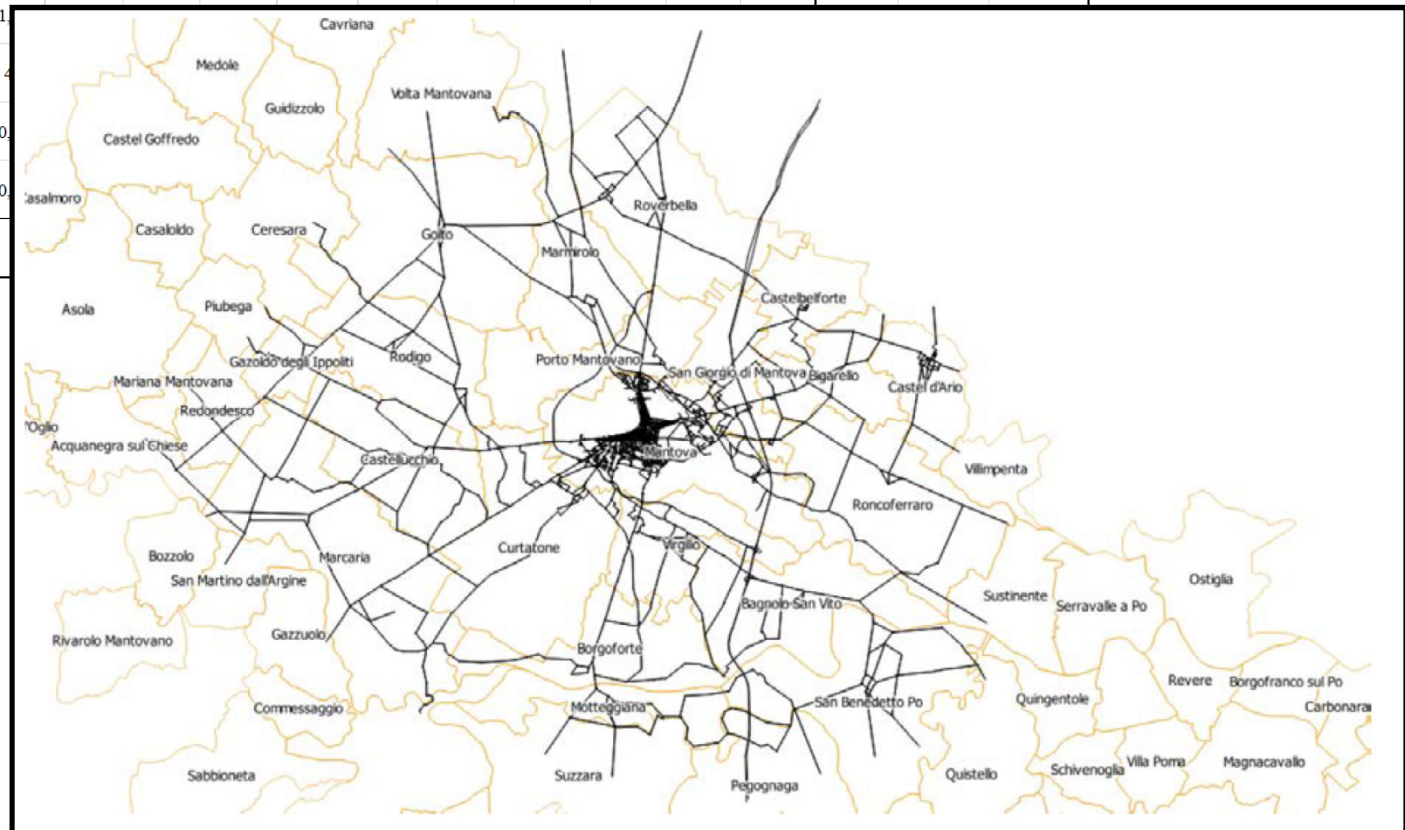 Cavriana
Medole
Volta Mantovana
Guidizzolo
Castel Goffredo
Roverbella
Casaloldo
Ceresara
Goito
Marmirolo
Castelbelforte
Piubega
Asola
Porto Mantovano
Rodigo
Gazoldo degli Ippoliti
San Giorgio di Mantova
Bigarello
Mariana Mantovana
Castel d'Ario
Redondesco
'Oglio
Acquanegra sul Chiese
Mantova
Castellucchio
Villimpenta
Roncoferraro
Virgilio
Curtatone
Bozzolo
Marcaria
San Martino dall'Argine
Ostiglia
Sustinente
Bagnolo San Vito
Serravalle a Po
Gazzuolo
Rivarolo Mantovano
Borgoforte
Revere
Borgofranco sul Po
Quingentole
San Benedetto Po
Motteggiana
Commessaggio
Magnacavallo
Villa Poma
Schivenoglia
Quistello
Sabbioneta
Suzzara
Pegognaga